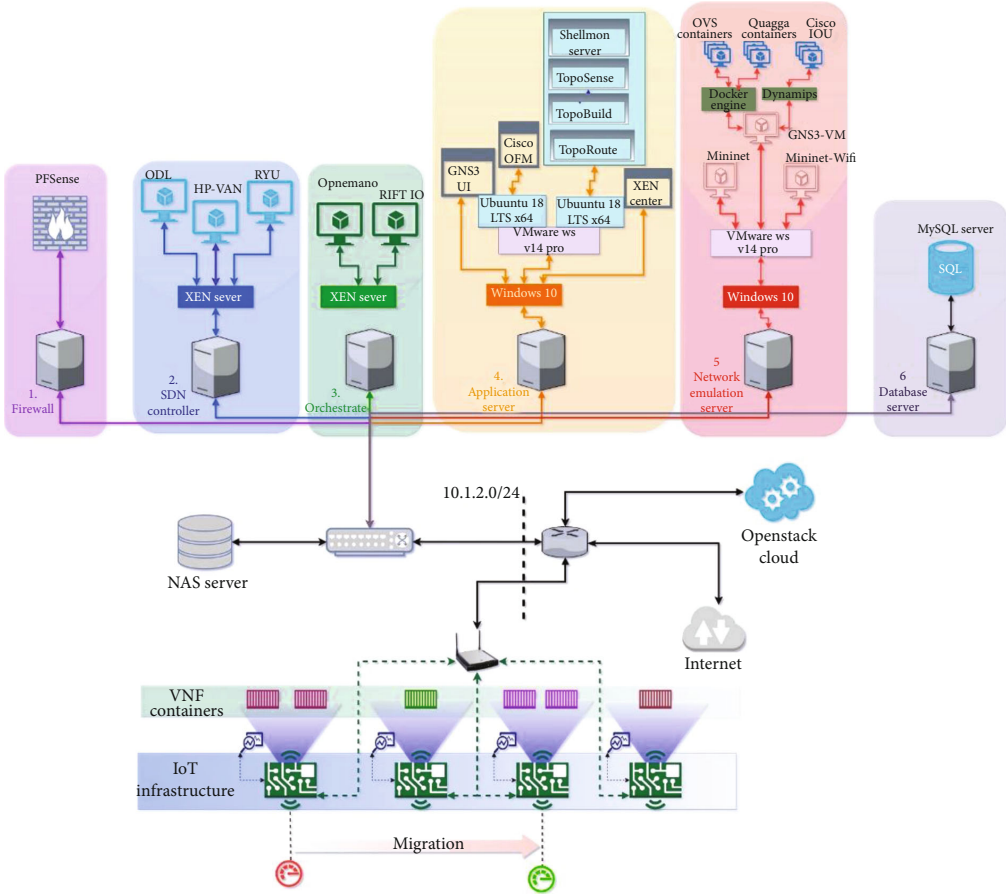 PFSense
1.
Firewall
ODL
HP-VAN
RYU
XEN sever
2.
SDN
controller
Opnemano
RIFT IO
XEN sever
3.
Orchestrate
Shellmon
server
TopoSense
TopoBuild
TopoRoute
GNS3
UI
Cisco
OFM
XEN
center
Ubuuntu 18
LTS x64
Ubuuntu 18
LTS x64
VMware ws
v14 pro
Windows 10
4.
Application
server
OVS
containers
Quagga
containers
Cisco
IOU
Docker
engine
Dynamips
GNS3-VM
Mininet
Mininet-Wifi
VMware ws
v14 pro
Windows 10
5
Network
emulation server
MySQL server
SQL
6
Database
server
10.1.2.0/24
NAS server
Openstack
cloud
Internet
VNF
containers
IoT
infrastructure
Migration